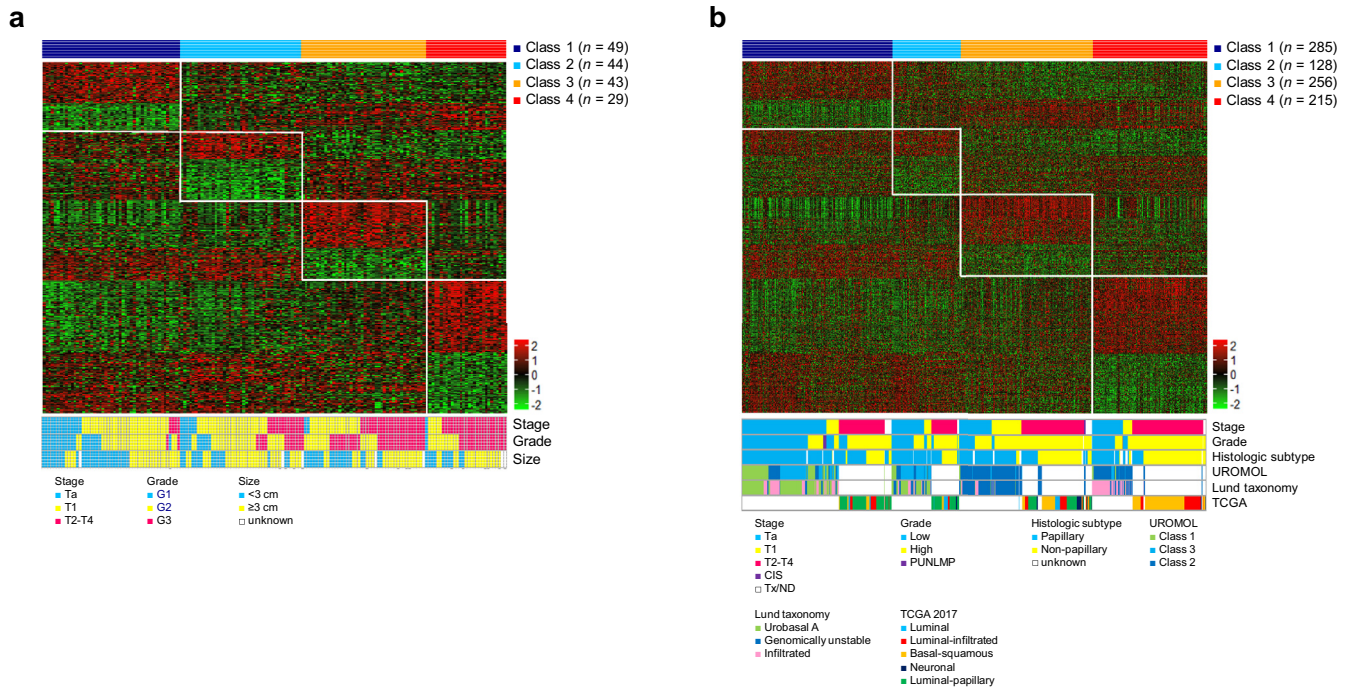 a
Class 1 (n = 49)
Class 2 (n = 44)
Class 3 (n = 43)
Class 4 (n = 29)
2
1
0
-1
-2
Stage
Grade
Size
Stage
Ta
T1
T2-T4
Grade
G1
G2
G3
Size
<3 cm
≥3 cm
unknown
b
Class 1 (n = 285)
Class 2 (n = 128)
Class 3 (n = 256)
Class 4 (n = 215)
2
1
0
-1
-2
Stage
Grade
Histologic subtype
UROMOL
Lund taxonomy
TCGA
Stage
Ta
T1
T2-T4
CIS
Tx/ND
Grade
Low
High
PUNLMP
Histologic subtype
Papillary
Non-papillary
unknown
UROMOL
Class 1
Class 3
Class 2
Lund taxonomy
Urobasal A
Genomically unstable
Infiltrated
TCGA 2017
Luminal
Luminal-infiltrated
Basal-squamous
Neuronal
Luminal-papillary